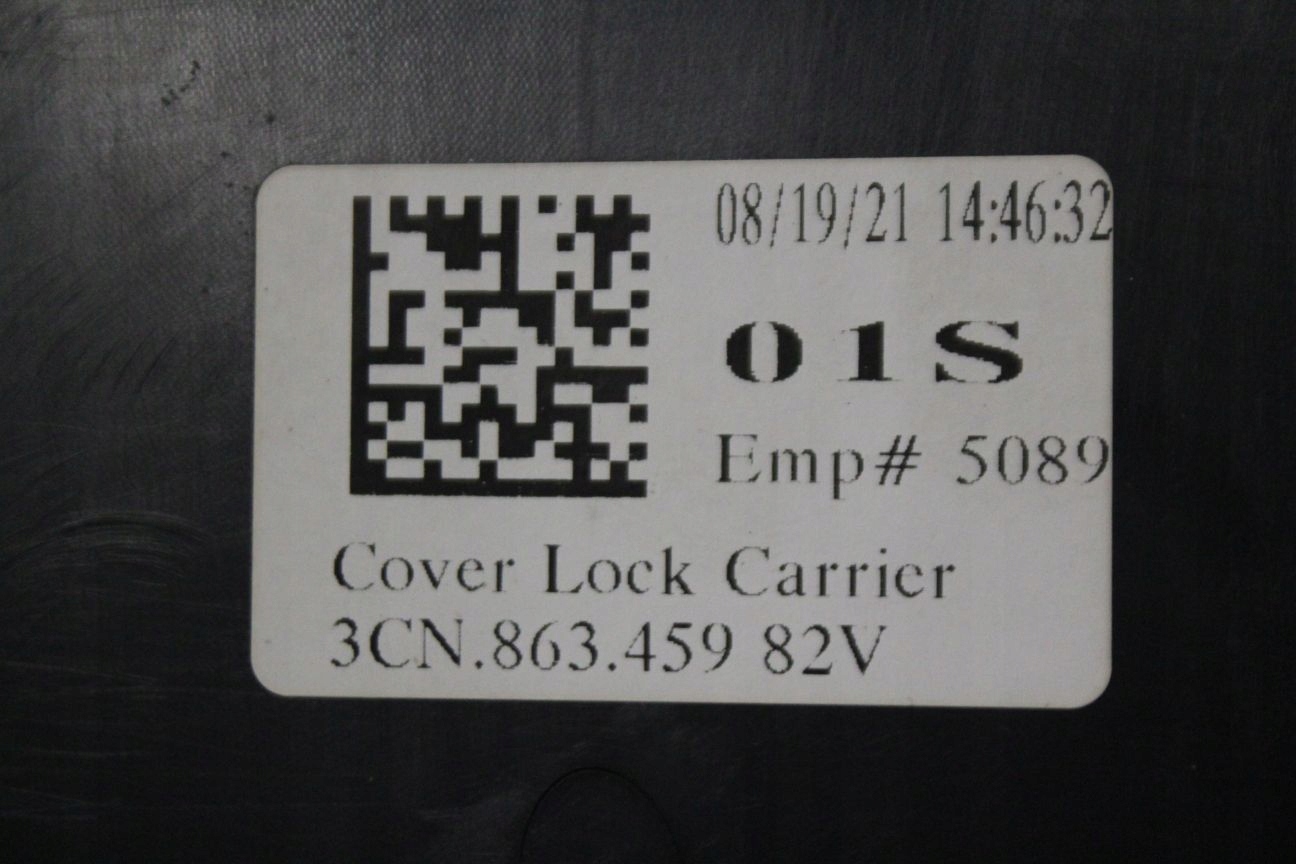 08/19/21 14:46:32
01S
Emp# 5089
Cover Lock Carrier
3CN.863.459 82V